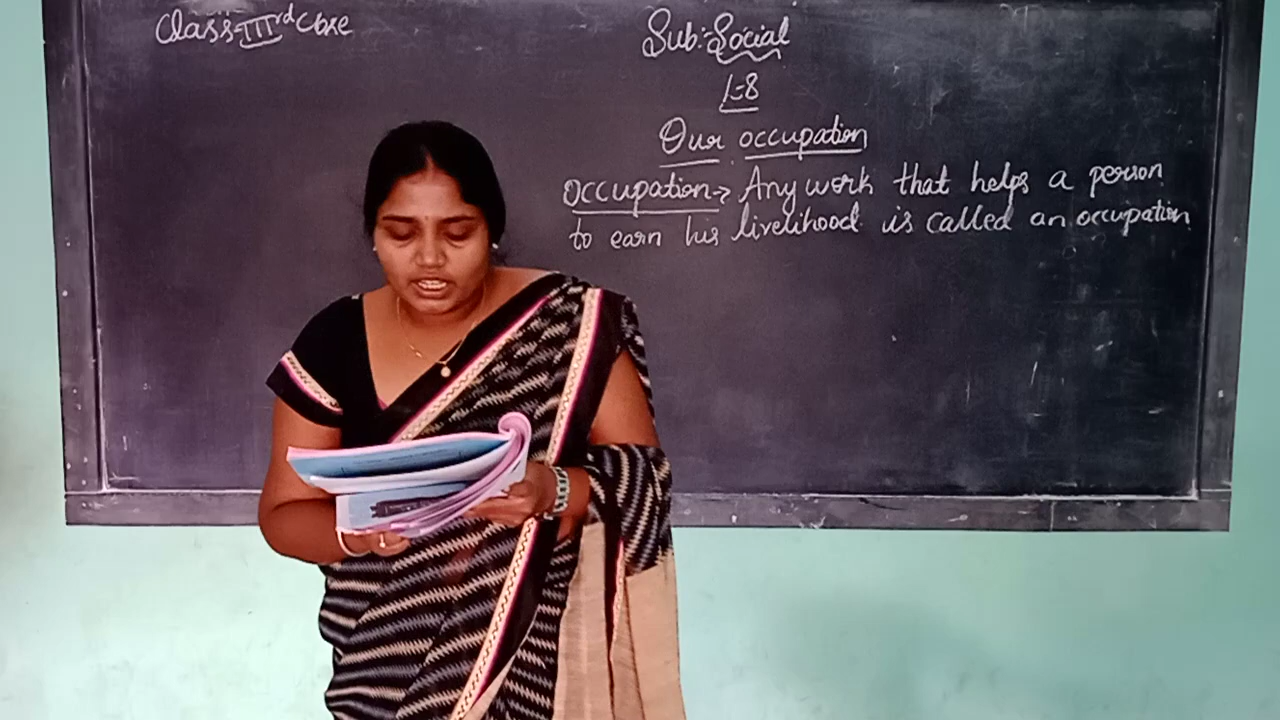 Class-IIIrd Cbse
Sub:-Social
L-8
Our occupation
Occupation-> Any work that helps a person
to earn his livelihood is called an occupation.